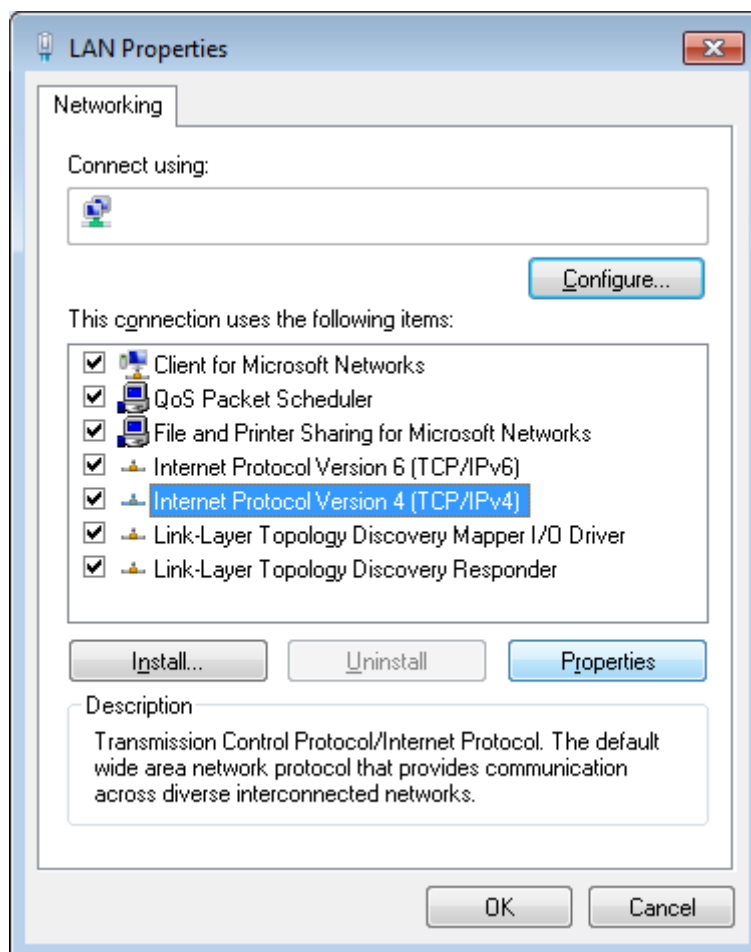 LAN Properties
Networking
Connect using:
Configure...
This connection uses the following items:
Client for Microsoft Networks
QoS Packet Scheduler
File and Printer Sharing for Microsoft Networks
Internet Protocol Version 6 (TCP/IPv6)
Internet Protocol Version 4 (TCP/IPv4)
Link-Layer Topology Discovery Mapper I/O Driver
Link-Layer Topology Discovery Responder
Install...
Uninstall
Properties
Description
Transmission Control Protocol/Internet Protocol. The default
wide area network protocol that provides communication
across diverse interconnected networks.
OK
Cancel